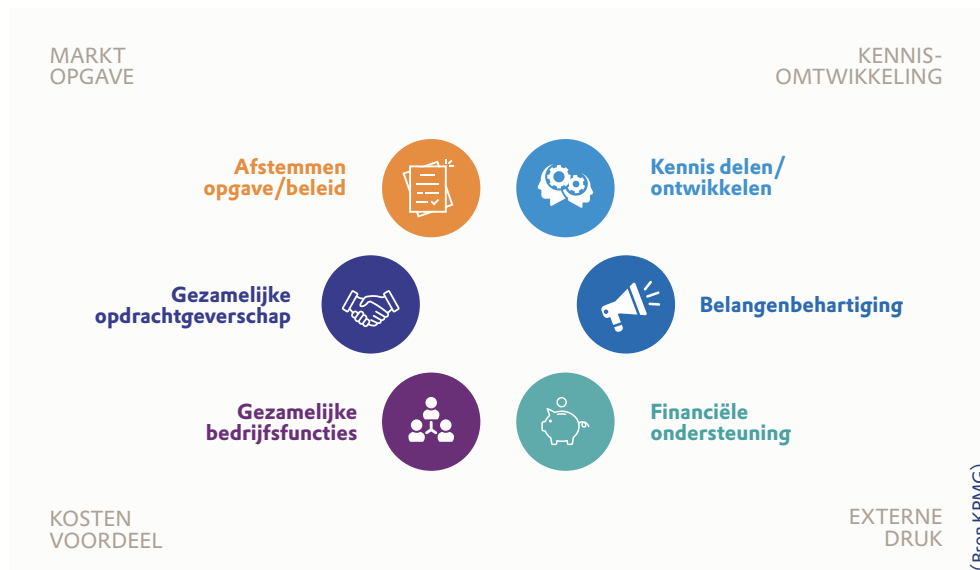 MARKT
OPGAVE
KENNIS-
OMTWIKKELING
Afstemmen
opgave/beleid
Kennis delen/
ontwikkelen
Gezamelijke
opdrachtgeverschap
Belangenbehartiging
Gezamelijke
bedrijfsfuncties
Financiële
ondersteuning
KOSTEN
VOORDEEL
EXTERNE
DRUK
(Bron KPMG)